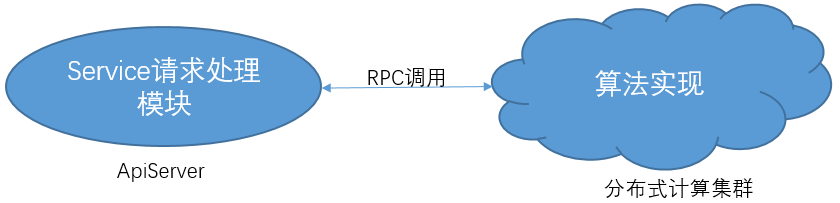 Service请求处理
模块
RPC调用
算法实现
ApiServer
分布式计算集群